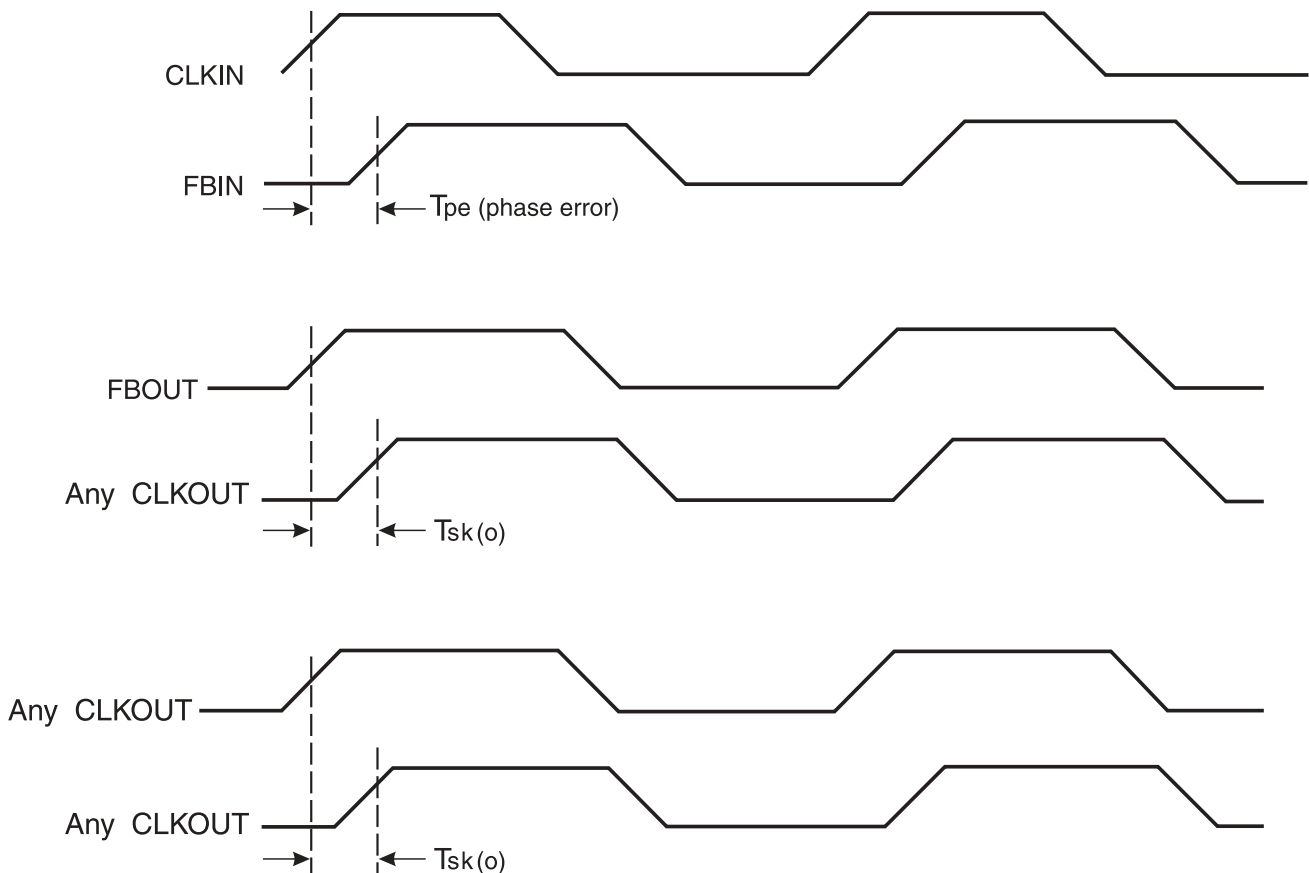 CLKIN
FBIN
Tpe (phase error)
FBOUT
Any CLKOUT
Tsk(o)
Any CLKOUT
Any CLKOUT
Tsk(o)